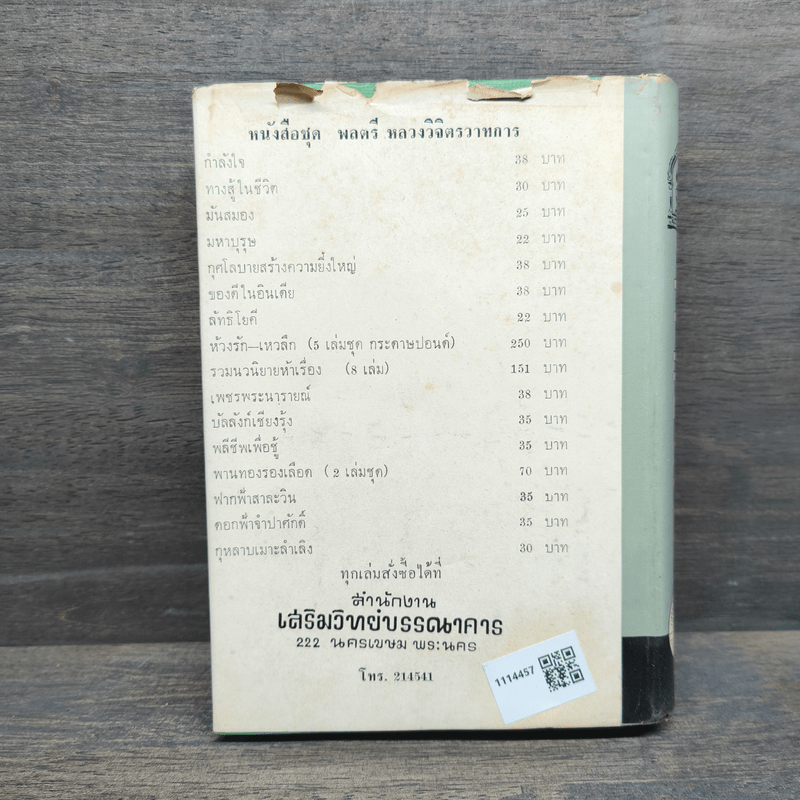 หนังสือชุด พลตรี หลวงวิจิตรวาทการ
กำลังใจ 38 บาท
ทางสู้ในชีวิต 30 บาท
มันสมอง 25 บาท
มหาบุรุษ 22 บาท
กุศโลบายสร้างความยิ่งใหญ่ 38 บาท
ของดีในอินเดีย 38 บาท
ลัทธิโยคี 22 บาท
ห้วงรัก—เหวลึก (5 เล่มชุด กระดาษปอนด์) 250 บาท
รวมนวนิยายห้าเรื่อง (8 เล่ม) 151 บาท
เพชรพระนารายณ์ 38 บาท
บัลลังก์เชียงรุ้ง 35 บาท
พลีชีพเพื่อชู้ 35 บาท
พานทองรองเลือด (2 เล่มชุด) 70 บาท
ฟากฟ้าสาละวิน 35 บาท
ดอกฟ้าจำปาศักดิ์ 35 บาท
กุหลาบเมาะลำเลิง 30 บาท
ทุกเล่มสั่งซื้อได้ที่
สำนักงาน
เสริมวิทย์บรรณาคาร
222 นครเขษม พระนคร
โทร. 214541
1114457